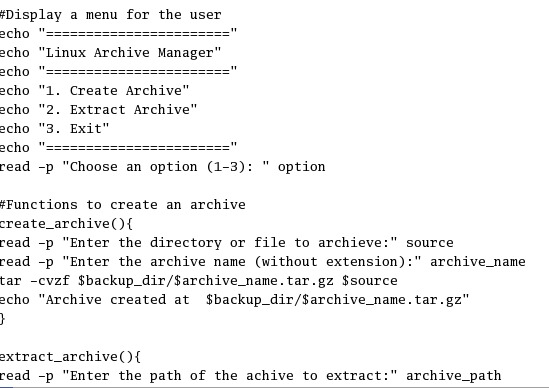 #Display a menu for the user
echo "======================="
echo "Linux Archive Manager"
echo "======================="
echo "1. Create Archive"
echo "2. Extract Archive"
echo "3. Exit"
echo "======================="
read -p "Choose an option (1-3): " option
#Functions to create an archive
create_archive(){
read -p "Enter the directory or file to archieve:" source
read -p "Enter the archive name (without extension):" archive_name
tar -cvzf $backup_dir/$archive_name.tar.gz $source
echo "Archive created at  $backup_dir/$archive_name.tar.gz"
}
extract_archive(){
read -p "Enter the path of the achive to extract:" archive_path